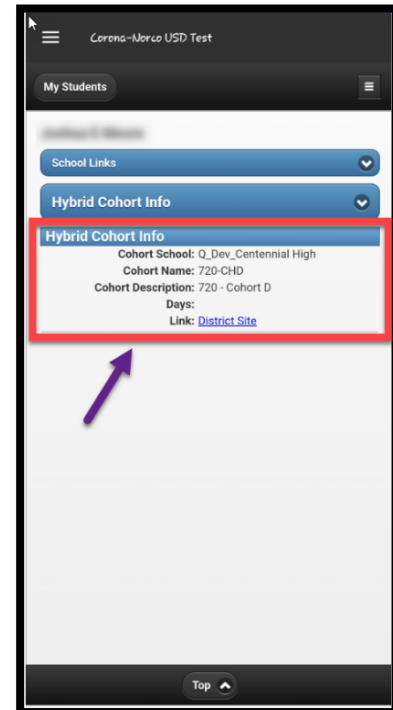 Corona-Norco USD Test
My Students
School Links
Hybrid Cohort Info
Hybrid Cohort Info
Cohort School: Q_Dev_Centennial High
Cohort Name: 720-CHD
Cohort Description: 720 - Cohort D
Days:
Link: District Site
Top